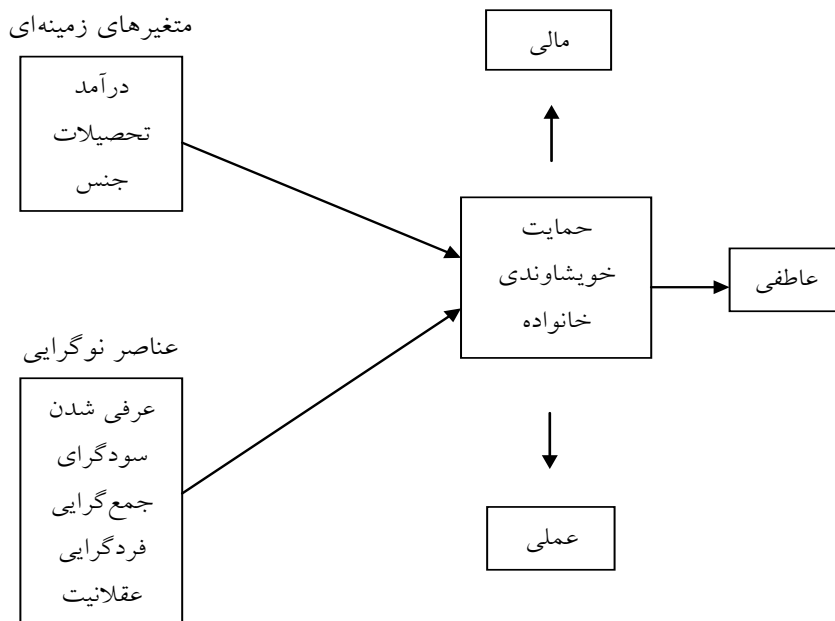 متغیرهای زمینه‌ای
درآمد
تحصیلات
جنس
عناصر نوگرایی
عرفی شدن
سودگرای
جمع‌گرایی
فردگرایی
عقلانیت
حمایت
خویشاوندی
خانواده
مالی
عاطفی
عملی